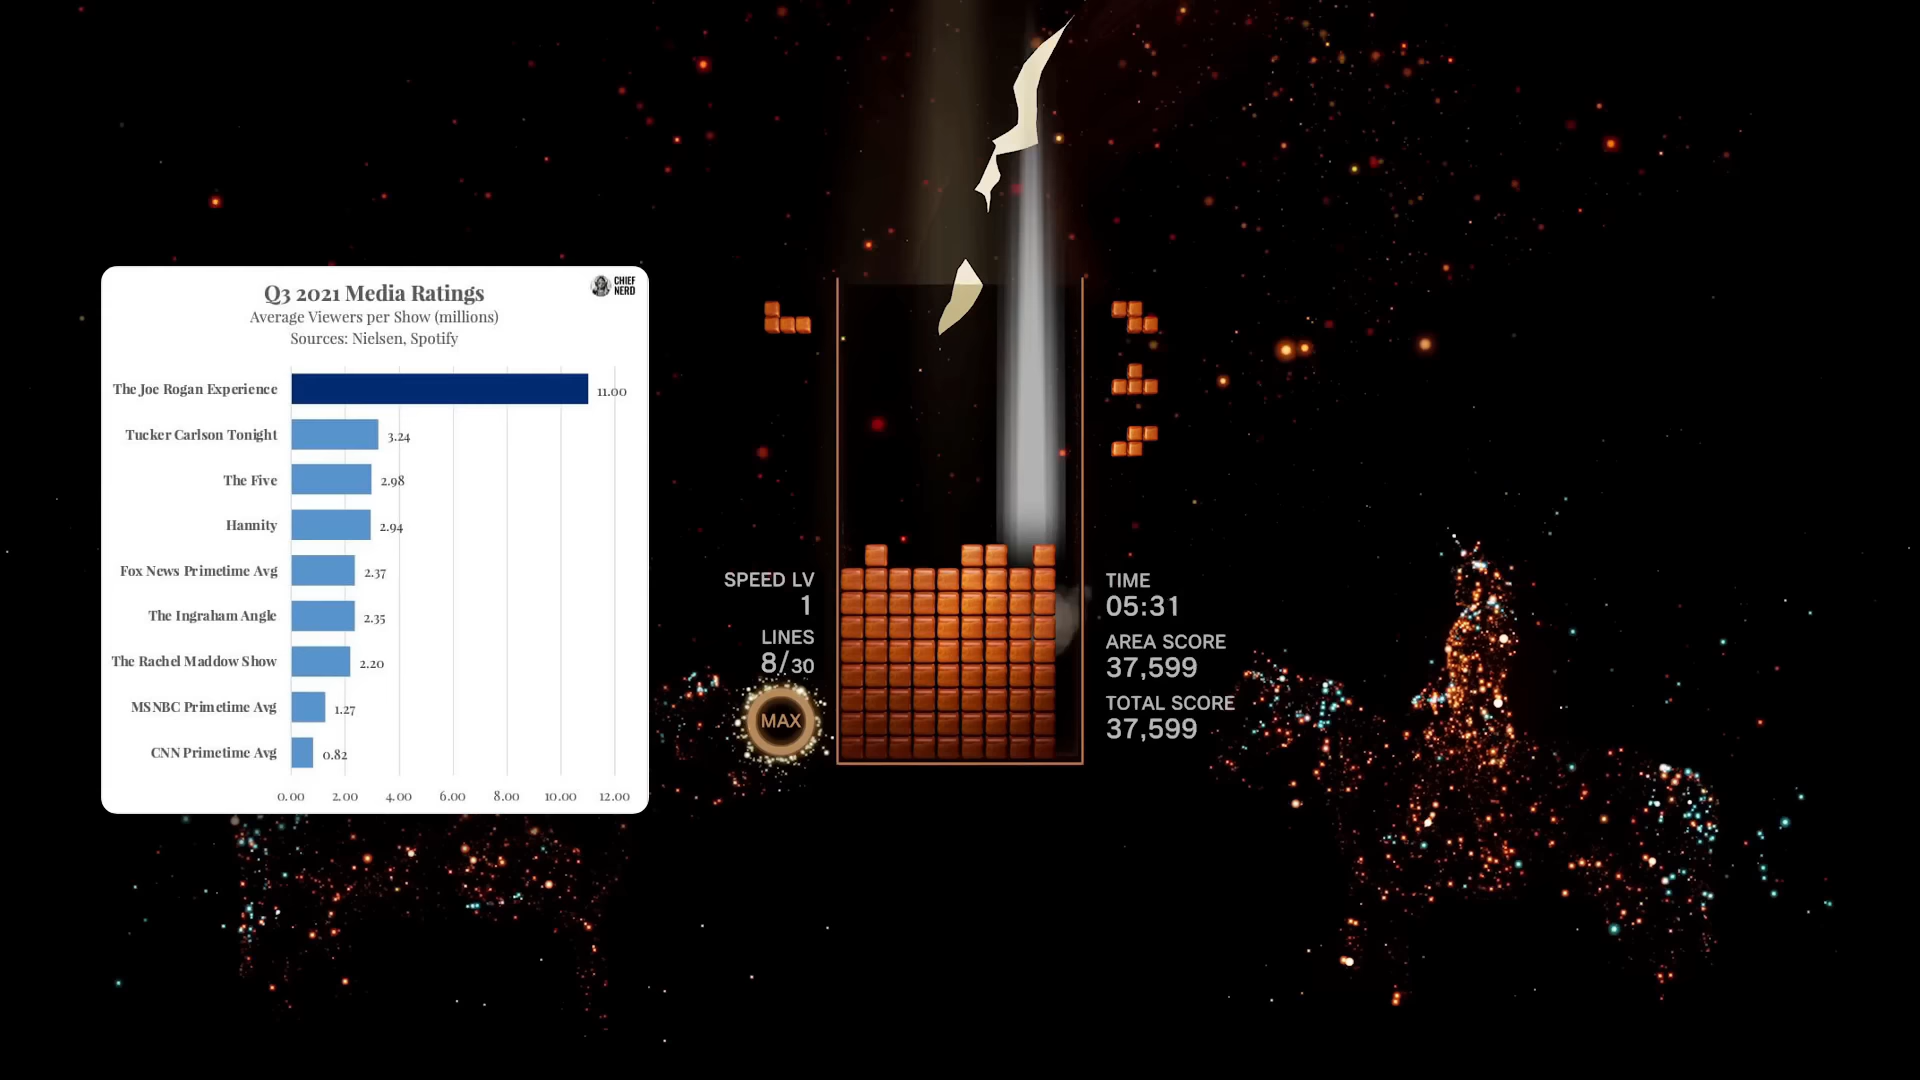 Q3 2021 Media Ratings
CHIEF
NERD
Average Viewers per Show (millions)
Sources: Nielsen, Spotify
The Joe Rogan Experience 11.00
Tucker Carlson Tonight 3.24
The Five 2.98
Hannity 2.94
Fox News Primetime Avg 2.37
The Ingraham Angle 2.35
The Rachel Maddow Show 2.20
MSNBC Primetime Avg 1.27
CNN Primetime Avg 0.82
0.00 2.00 4.00 6.00 8.00 10.00 12.00
SPEED LV
1
LINES
8/30
MAX
TIME
05:31
AREA SCORE
37,599
TOTAL SCORE
37,599